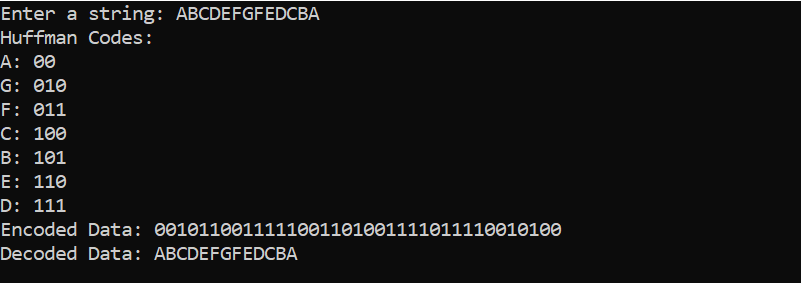 Enter a string: ABCDEFGFEDCBA
Huffman Codes:
A: 00
G: 010
F: 011
C: 100
B: 101
E: 110
D: 111
Encoded Data: 0010110011111001101001111011110010100
Decoded Data: ABCDEFGFEDCBA